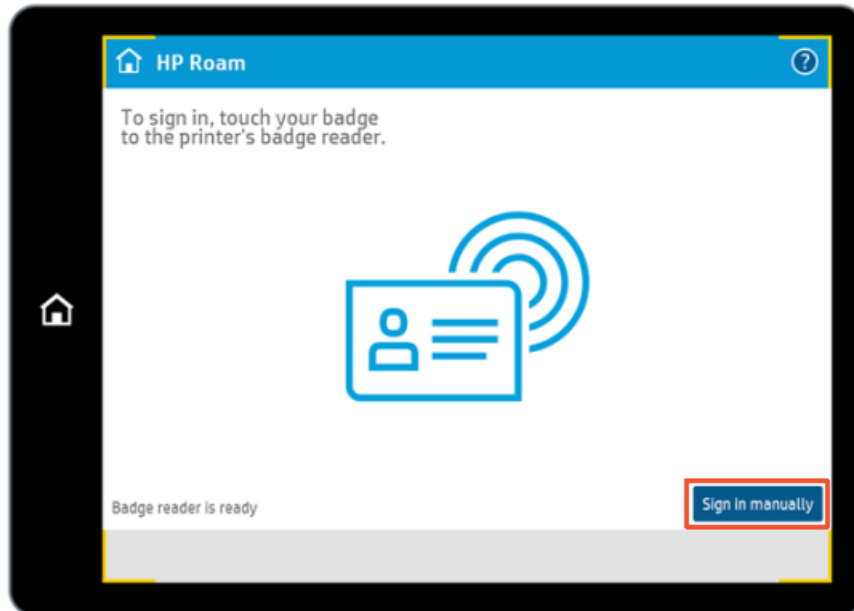 HP Roam
?
To sign in, touch your badge
to the printer's badge reader.
Badge reader is ready
Sign in manually